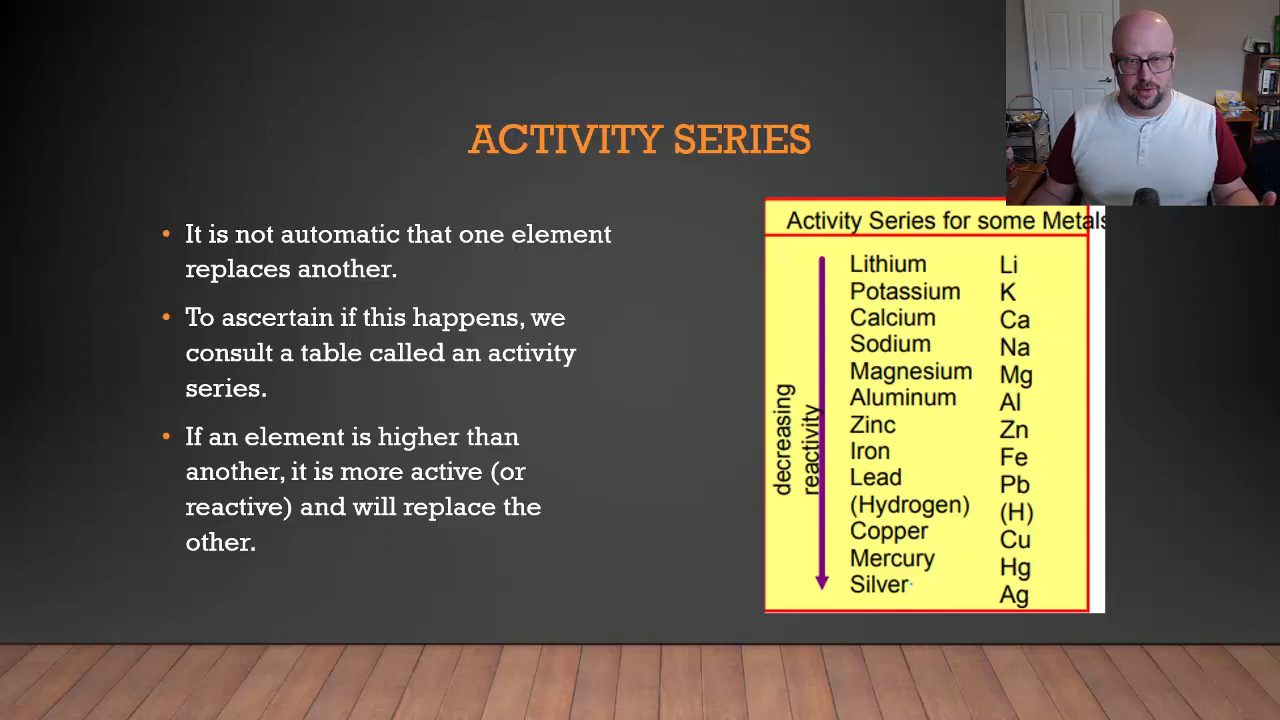 ACTIVITY SERIES
• It is not automatic that one element
replaces another.
• To ascertain if this happens, we
consult a table called an activity
series.
• If an element is higher than
another, it is more active (or
reactive) and will replace the
other.
Activity Series for some Metals
decreasing
reactivity
Lithium Li
Potassium K
Calcium Ca
Sodium Na
Magnesium Mg
Aluminum Al
Zinc Zn
Iron Fe
Lead Pb
(Hydrogen) (H)
Copper Cu
Mercury Hg
Silver Ag